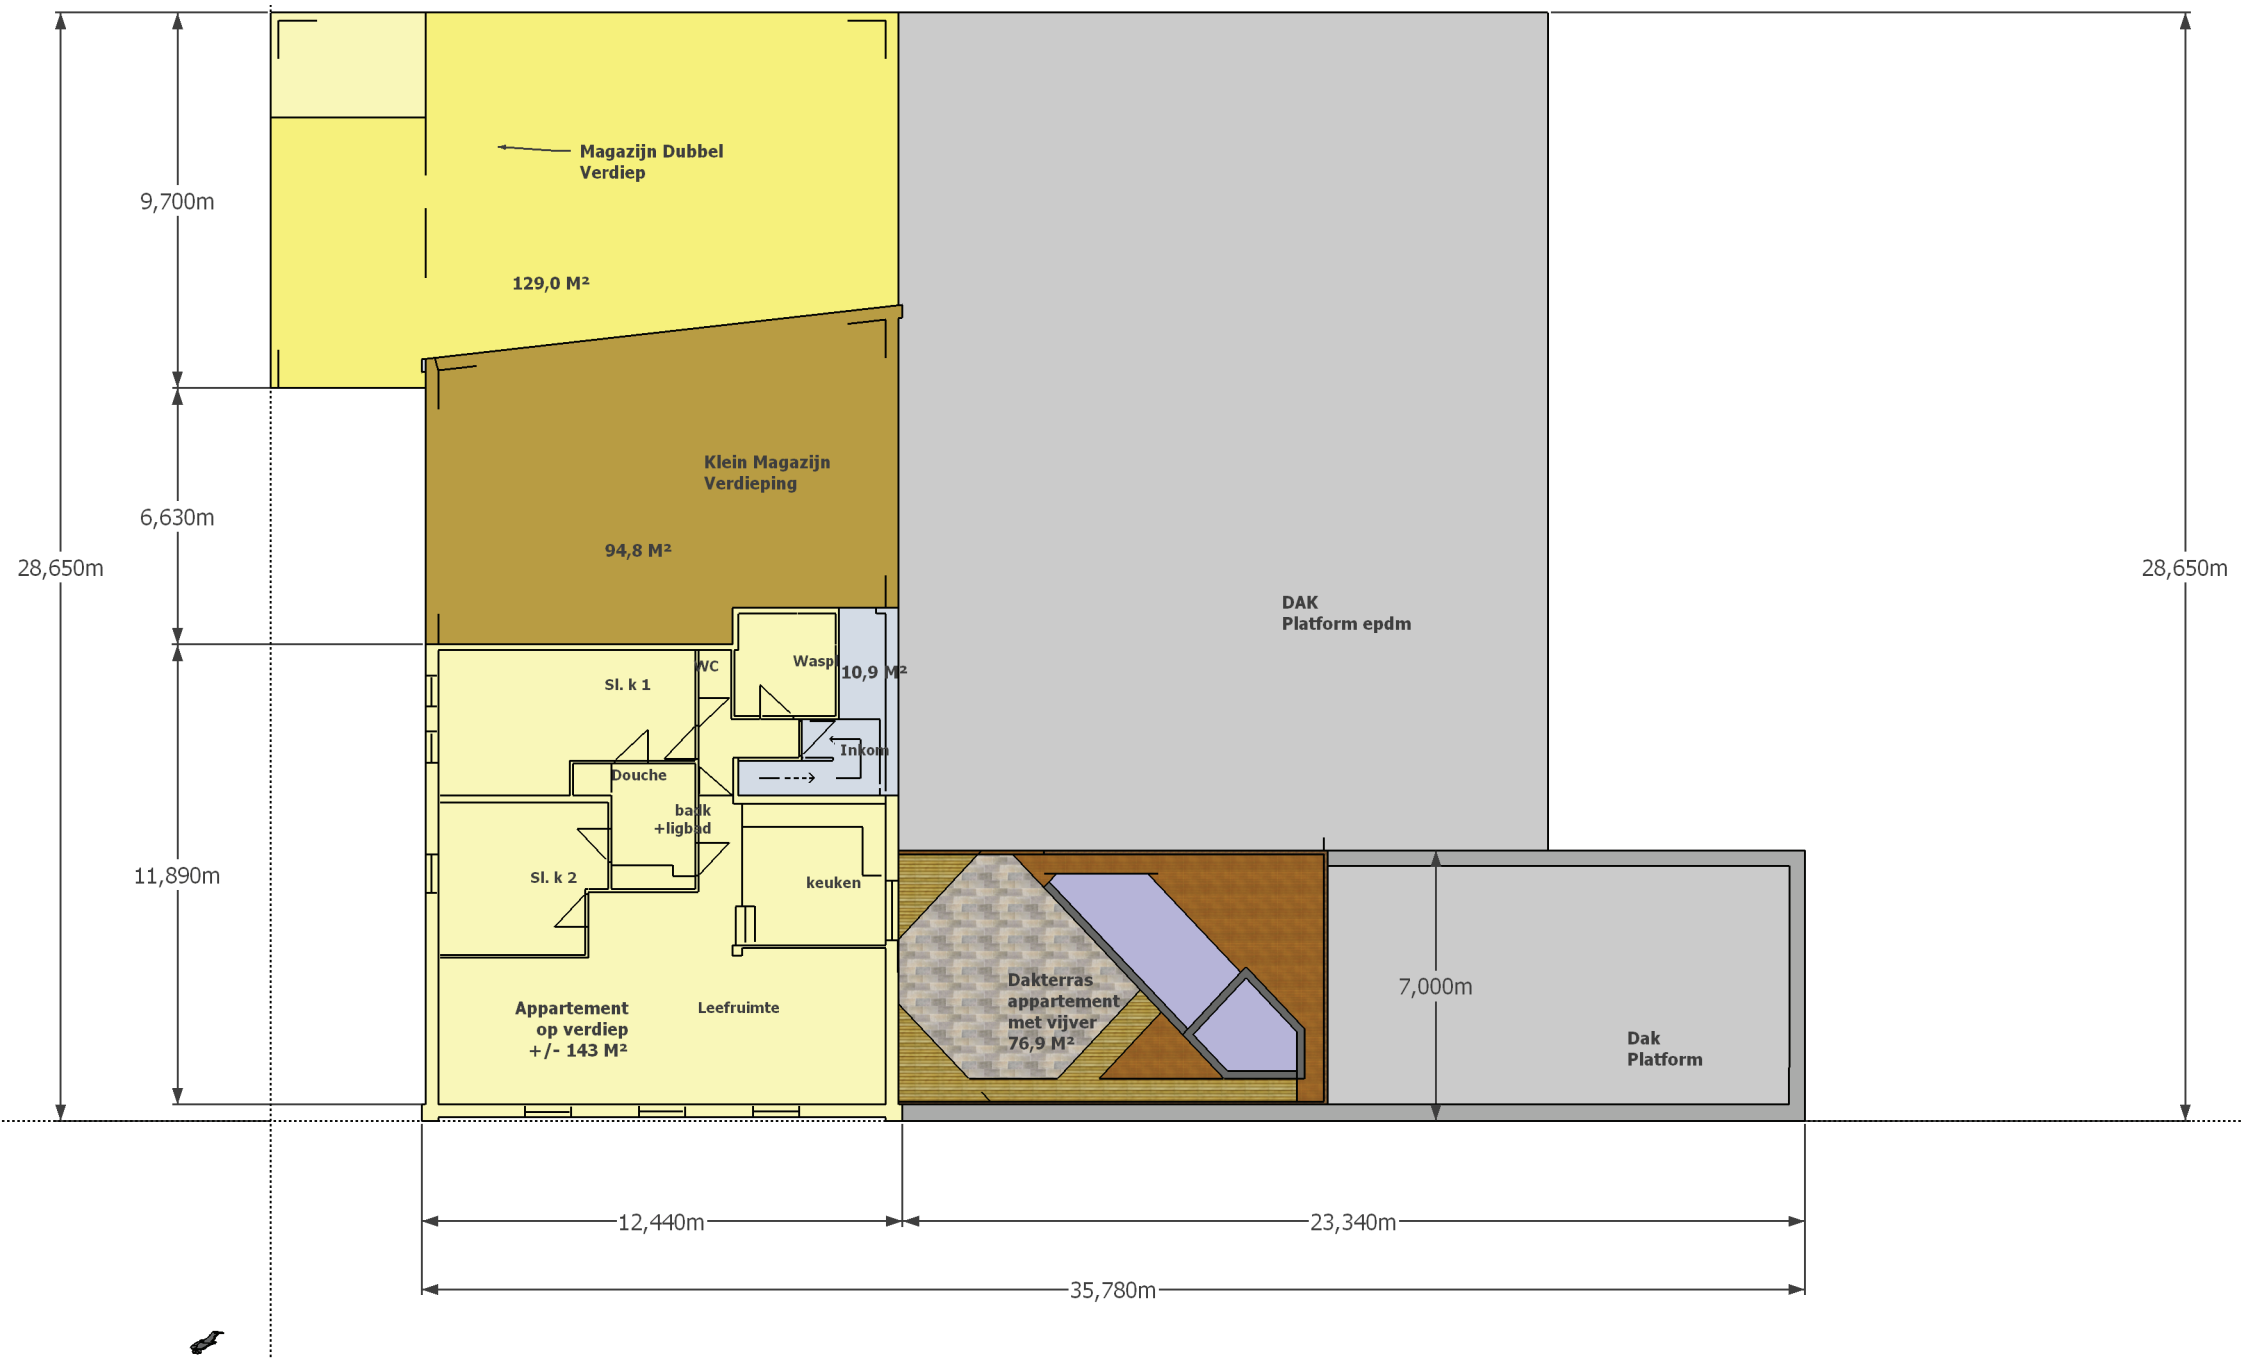 Magazijn Dubbel
Verdiep
9,700m
129,0 M²
Klein Magazijn
Verdieping
6,630m
94,8 M²
28,650m
28,650m
DAK
Platform epdm
WC
Wasp
10,9 M²
Sl. k 1
Inkom
Douche
badk
+ligbad
11,890m
Sl. k 2
keuken
Dakterras
appartement
met vijver
76,9 M²
7,000m
Appartement
op verdiep
+/- 143 M²
Leefruimte
Dak
Platform
12,440m
23,340m
35,780m